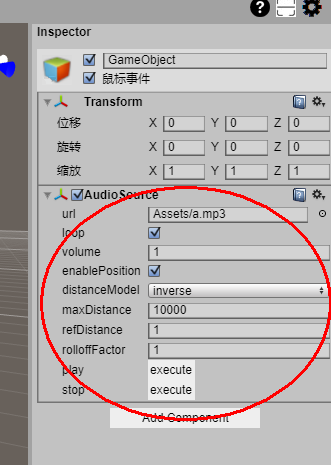 ?
Inspector
GameObject
鼠标事件
Transform
位移 X 0 Y 0 Z 0
旋转 X 0 Y 0 Z 0
缩放 X 1 Y 1 Z 1
AudioSource
url Assets/a.mp3
loop
volume 1
enablePosition
distanceModel inverse
maxDistance 10000
refDistance 1
rolloffFactor 1
play execute
stop execute
Add Component